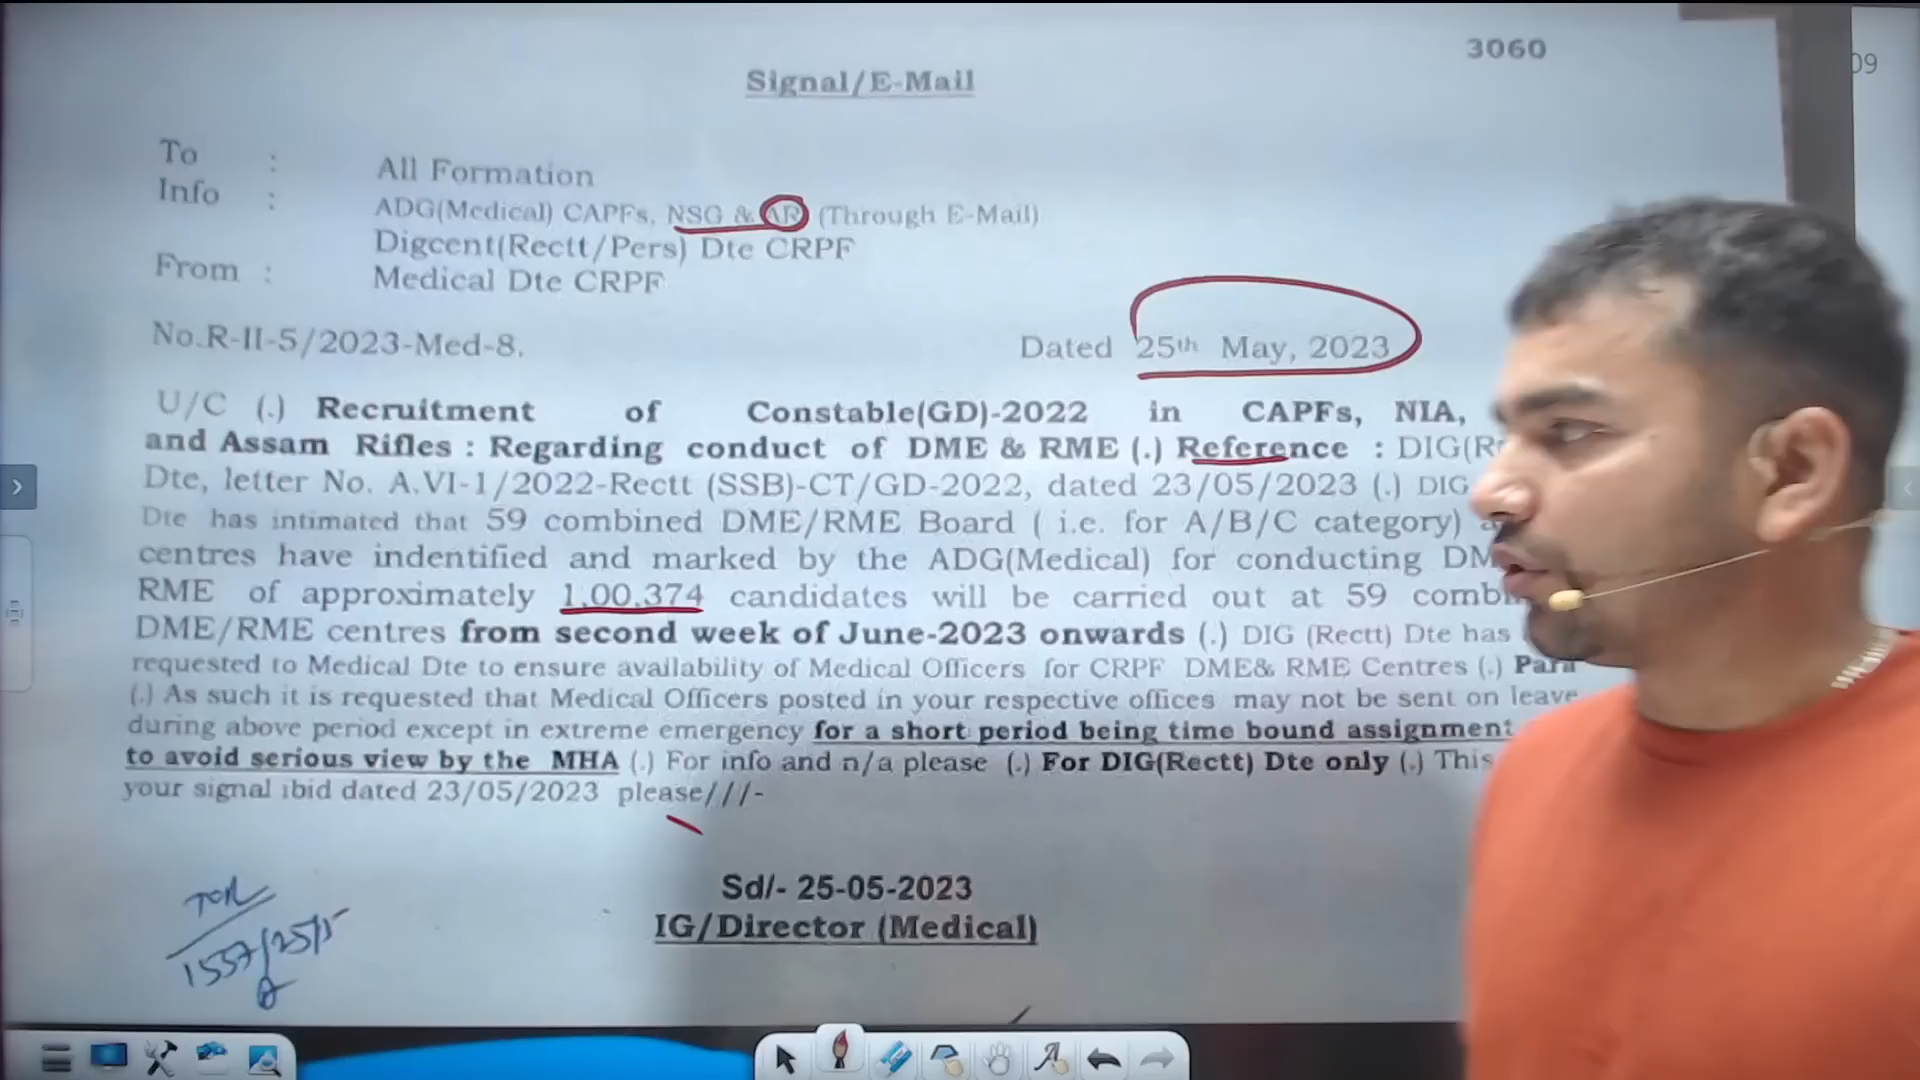 3060
09
Signal/E-Mail
To : All Formation
Info : ADG(Medical) CAPFs, NSG & AR (Through E-Mail)
Digcent(Rectt/Pers) Dte CRPF
From : Medical Dte CRPF
No.R-II-5/2023-Med-8. Dated 25th May, 2023
U/C (.) Recruitment of Constable(GD)-2022 in CAPFs, NIA,
and Assam Rifles : Regarding conduct of DME & RME (.) Reference : DIG(R
Dte, letter No. A.VI-1/2022-Rectt (SSB)-CT/GD-2022, dated 23/05/2023 (.) DIG
Dte has intimated that 59 combined DME/RME Board ( i.e. for A/B/C category)
centres have indentified and marked by the ADG(Medical) for conducting DM
RME of approximately 1,00,374 candidates will be carried out at 59 comb
DME/RME centres from second week of June-2023 onwards (.) DIG (Rectt) Dte has
requested to Medical Dte to ensure availability of Medical Officers for CRPF DME& RME Centres (.) Para
(.) As such it is requested that Medical Officers posted in your respective offices may not be sent on leave
during above period except in extreme emergency for a short period being time bound assignment
to avoid serious view by the MHA (.) For info and n/a please (.) For DIG(Rectt) Dte only (.) This
your signal ibid dated 23/05/2023 please///-
Sd/- 25-05-2023
IG/Director (Medical)
TOR
1557/25/5